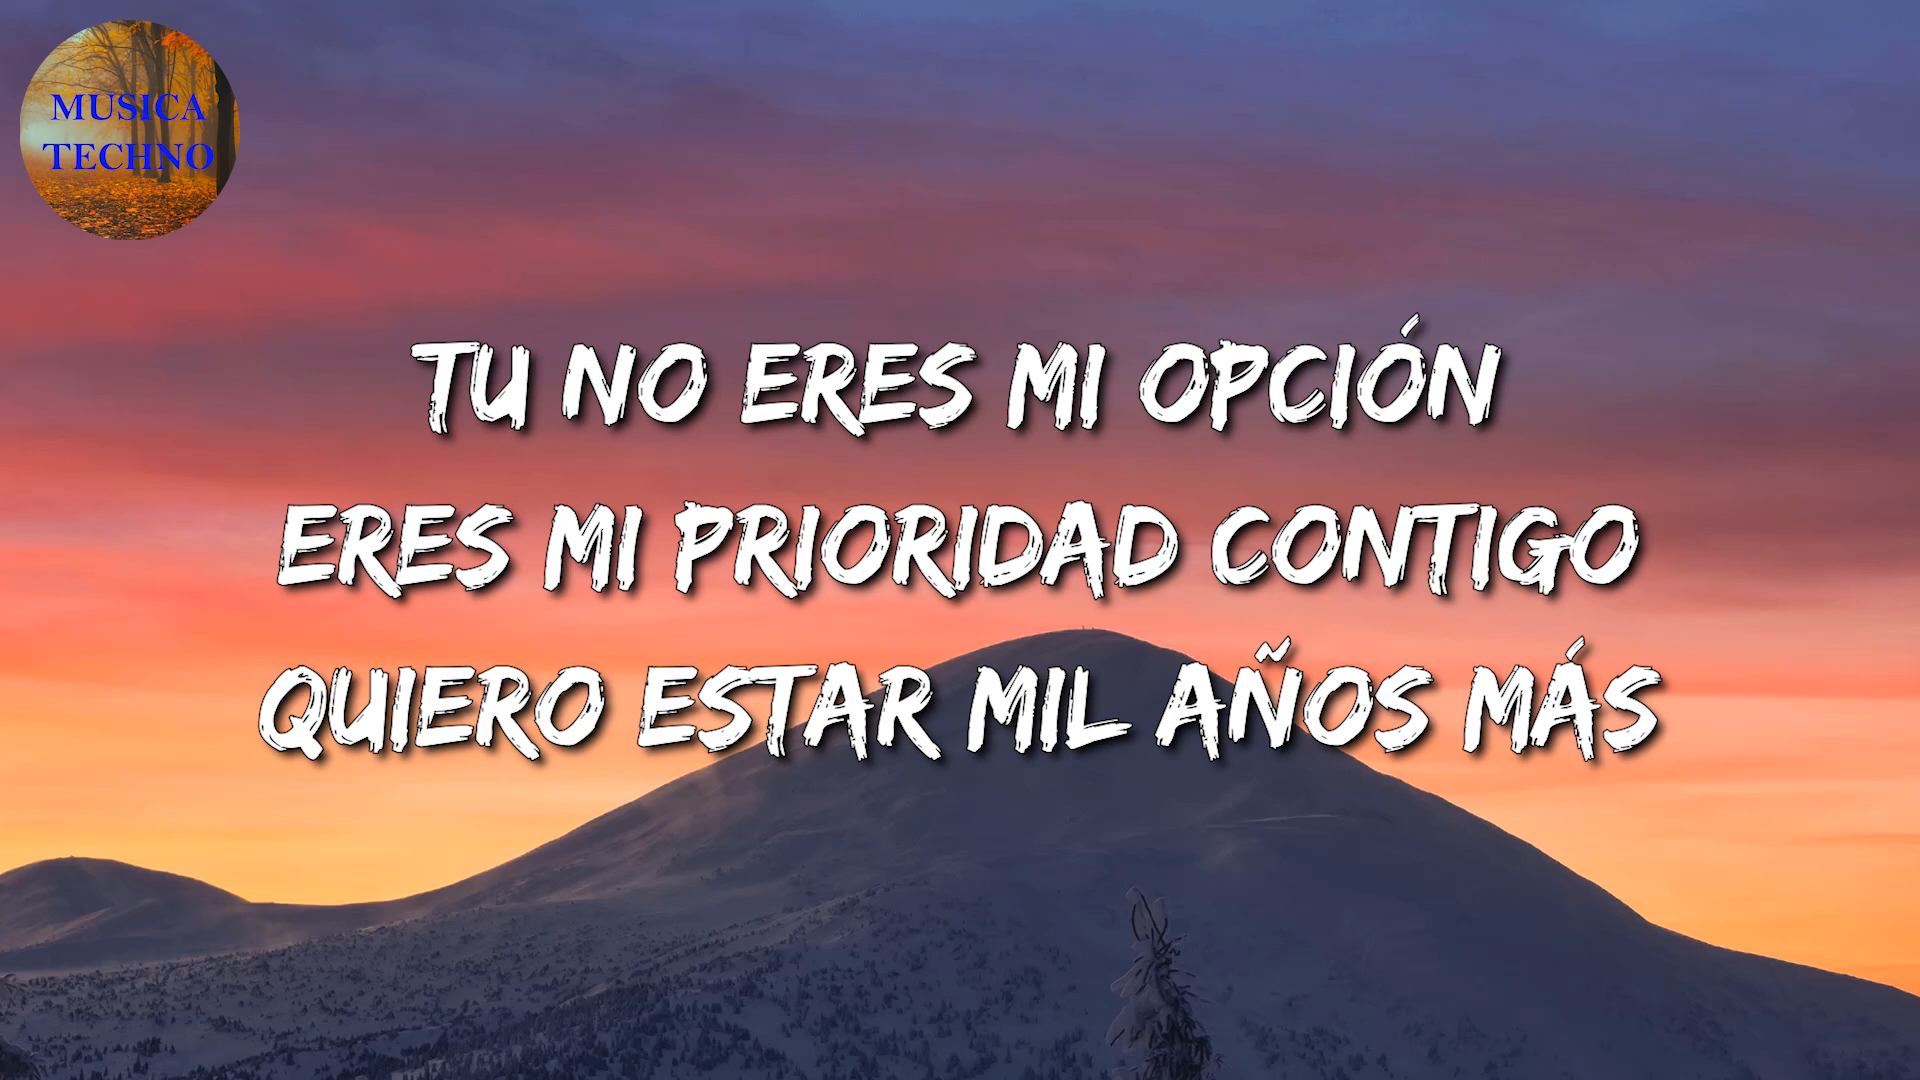 MUSICA
TECHNO
TU NO ERES MI OPCIÓN
ERES MI PRIORIDAD CONTIGO
QUIERO ESTAR MIL AÑOS MÁS